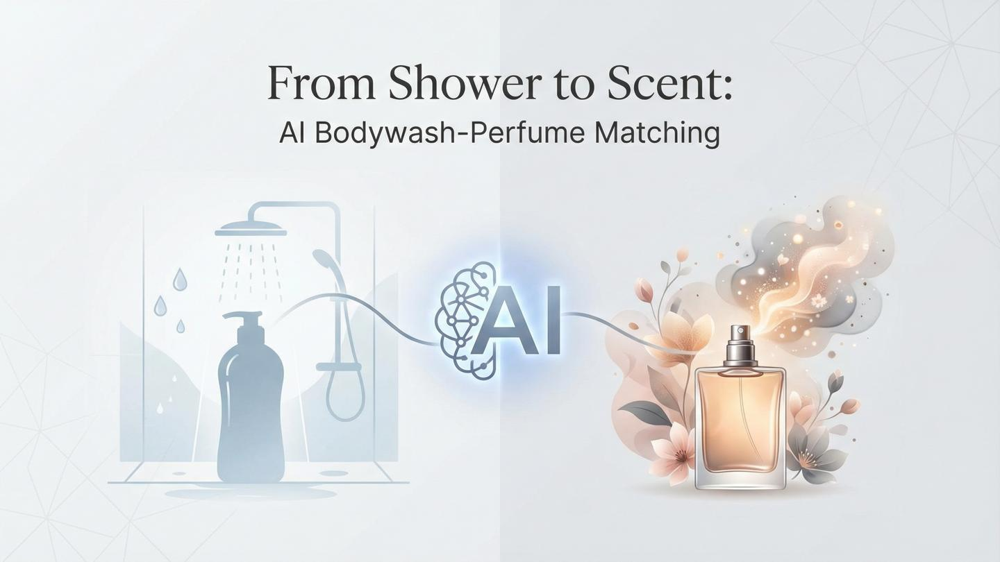 From Shower to Scent:
AI Bodywash-Perfume Matching
AI